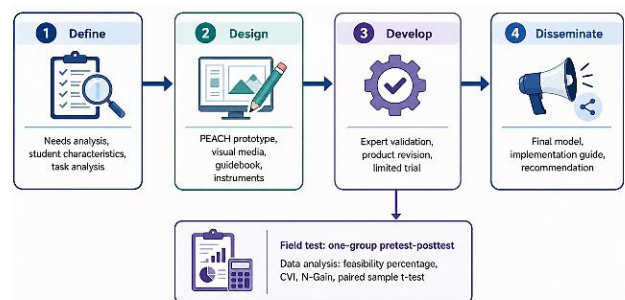 1 Define
Needs analysis,
student characteristics,
task analysis
2 Design
PEACH prototype,
visual media,
guidebook,
instruments
3 Develop
Expert validation,
product revision,
limited trial
4 Disseminate
Final model,
implementation guide,
recommendation
Field test: one-group pretest-posttest
Data analysis: feasibility percentage,
CVI, N-Gain, paired sample t-test